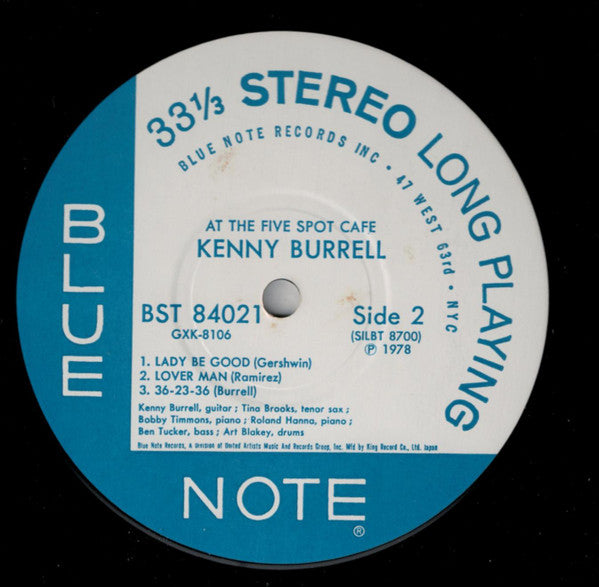 33⅓ STEREO LONG PLAYING
BLUE NOTE RECORDS INC • 47 WEST 63rd • NYC
AT THE FIVE SPOT CAFE
KENNY BURRELL
BST 84021 Side 2
GXK-8106 (SILBT 8700)
℗ 1978
1. LADY BE GOOD (Gershwin)
2. LOVER MAN (Ramirez)
3. 36-23-36 (Burrell)
Kenny Burrell, guitar ; Tina Brooks, tenor sax ;
Bobby Timmons, piano ; Roland Hanna, piano ;
Ben Tucker, bass ; Art Blakey, drums
Blue Note Records, A Division of United Artists Music And Records Group, Inc. Mfd by King Record Co., Ltd. Japan
BLUE
NOTE®